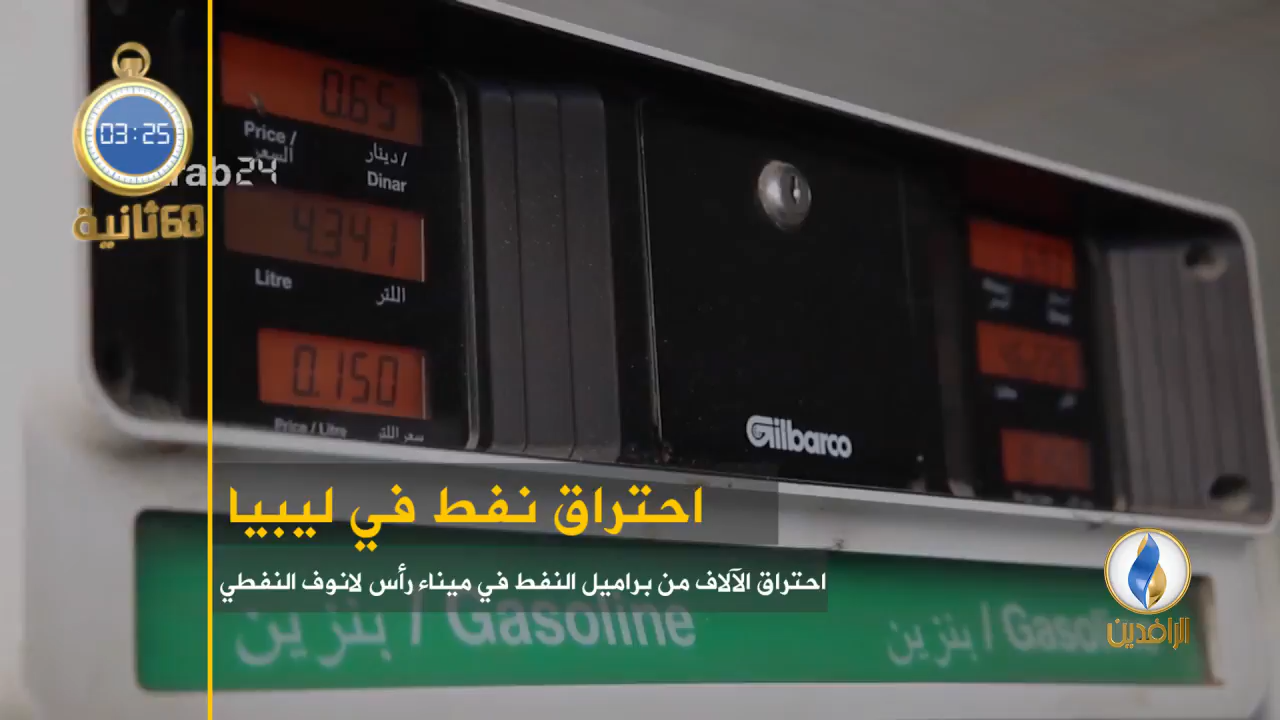 03:25
60ثانية
rab24
0.65
Price / السعر
دينار / Dinar
4.341
Litre اللتر
0.150
Price / Litre سعر اللتر
Gilbarco
احتراق نفط في ليبيا
احتراق الآلاف من براميل النفط في ميناء رأس لانوف النفطي
بنزين / Gasoline
بنزين / Gasoline
الرافدين